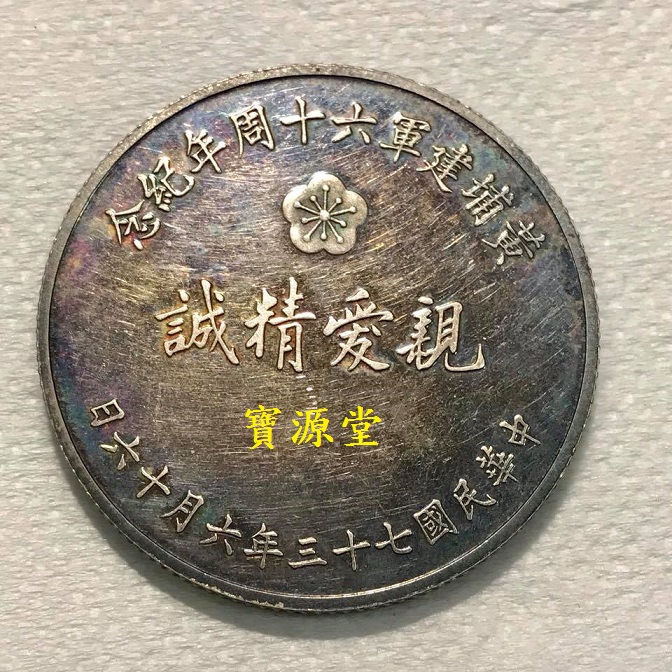 黃埔建軍六十周年紀念
親愛精誠
寶源堂
中華民國七十三年六月十六日